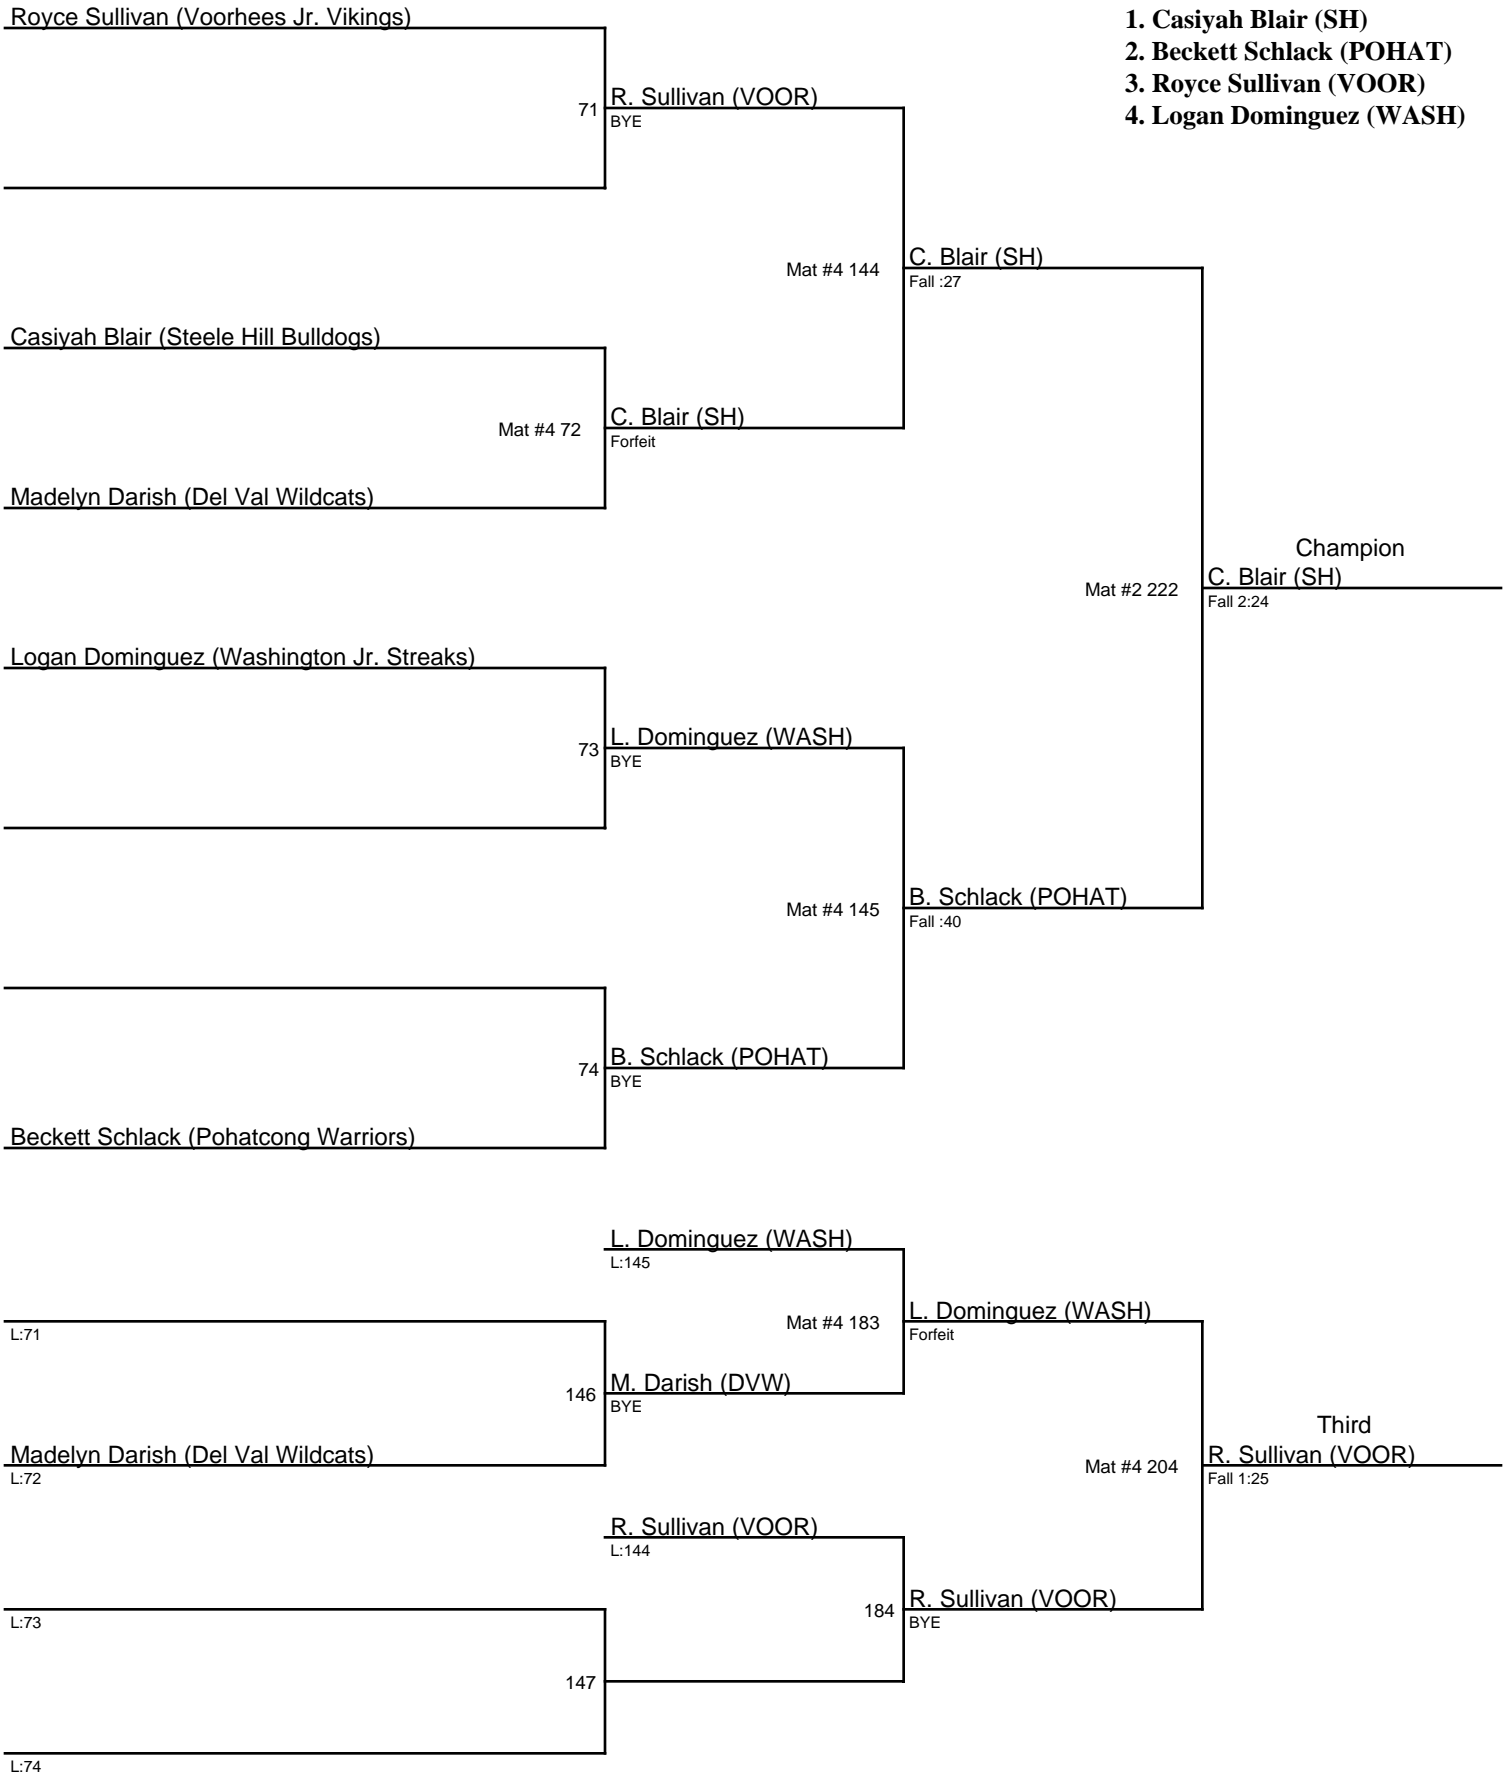 Royce Sullivan (Voorhees Jr. Vikings)
1. Casiyah Blair (SH)
2. Beckett Schlack (POHAT)
3. Royce Sullivan (VOOR)
4. Logan Dominguez (WASH)
71
R. Sullivan (VOOR)
BYE
Mat #4 144
C. Blair (SH)
Fall :27
Casiyah Blair (Steele Hill Bulldogs)
Mat #4 72
C. Blair (SH)
Forfeit
Madelyn Darish (Del Val Wildcats)
Champion
Mat #2 222
C. Blair (SH)
Fall 2:24
Logan Dominguez (Washington Jr. Streaks)
73
L. Dominguez (WASH)
BYE
Mat #4 145
B. Schlack (POHAT)
Fall :40
74
B. Schlack (POHAT)
BYE
Beckett Schlack (Pohatcong Warriors)
L. Dominguez (WASH)
L:145
Mat #4 183
L. Dominguez (WASH)
Forfeit
L:71
146
M. Darish (DVW)
BYE
Madelyn Darish (Del Val Wildcats)
L:72
Third
Mat #4 204
R. Sullivan (VOOR)
Fall 1:25
R. Sullivan (VOOR)
L:144
184
R. Sullivan (VOOR)
BYE
L:73
147
L:74